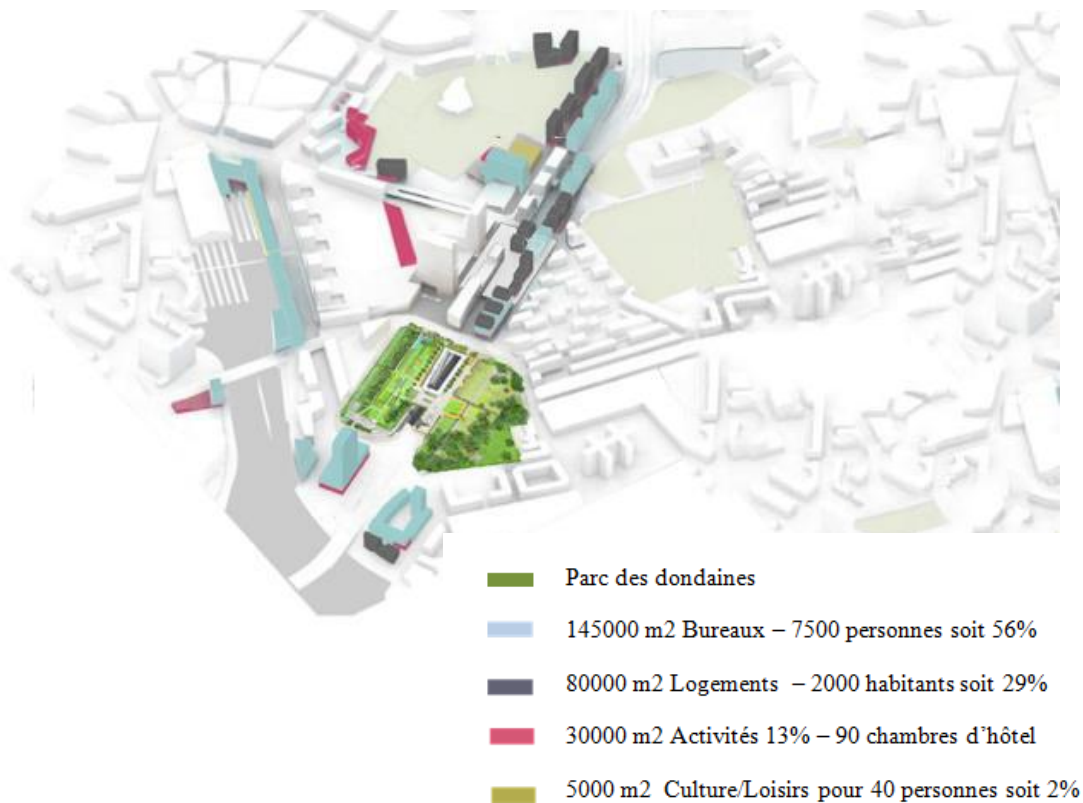 Parc des dondaines
145000 m2 Bureaux – 7500 personnes soit 56%
80000 m2 Logements – 2000 habitants soit 29%
30000 m2 Activités 13% – 90 chambres d’hôtel
5000 m2 Culture/Loisirs pour 40 personnes soit 2%